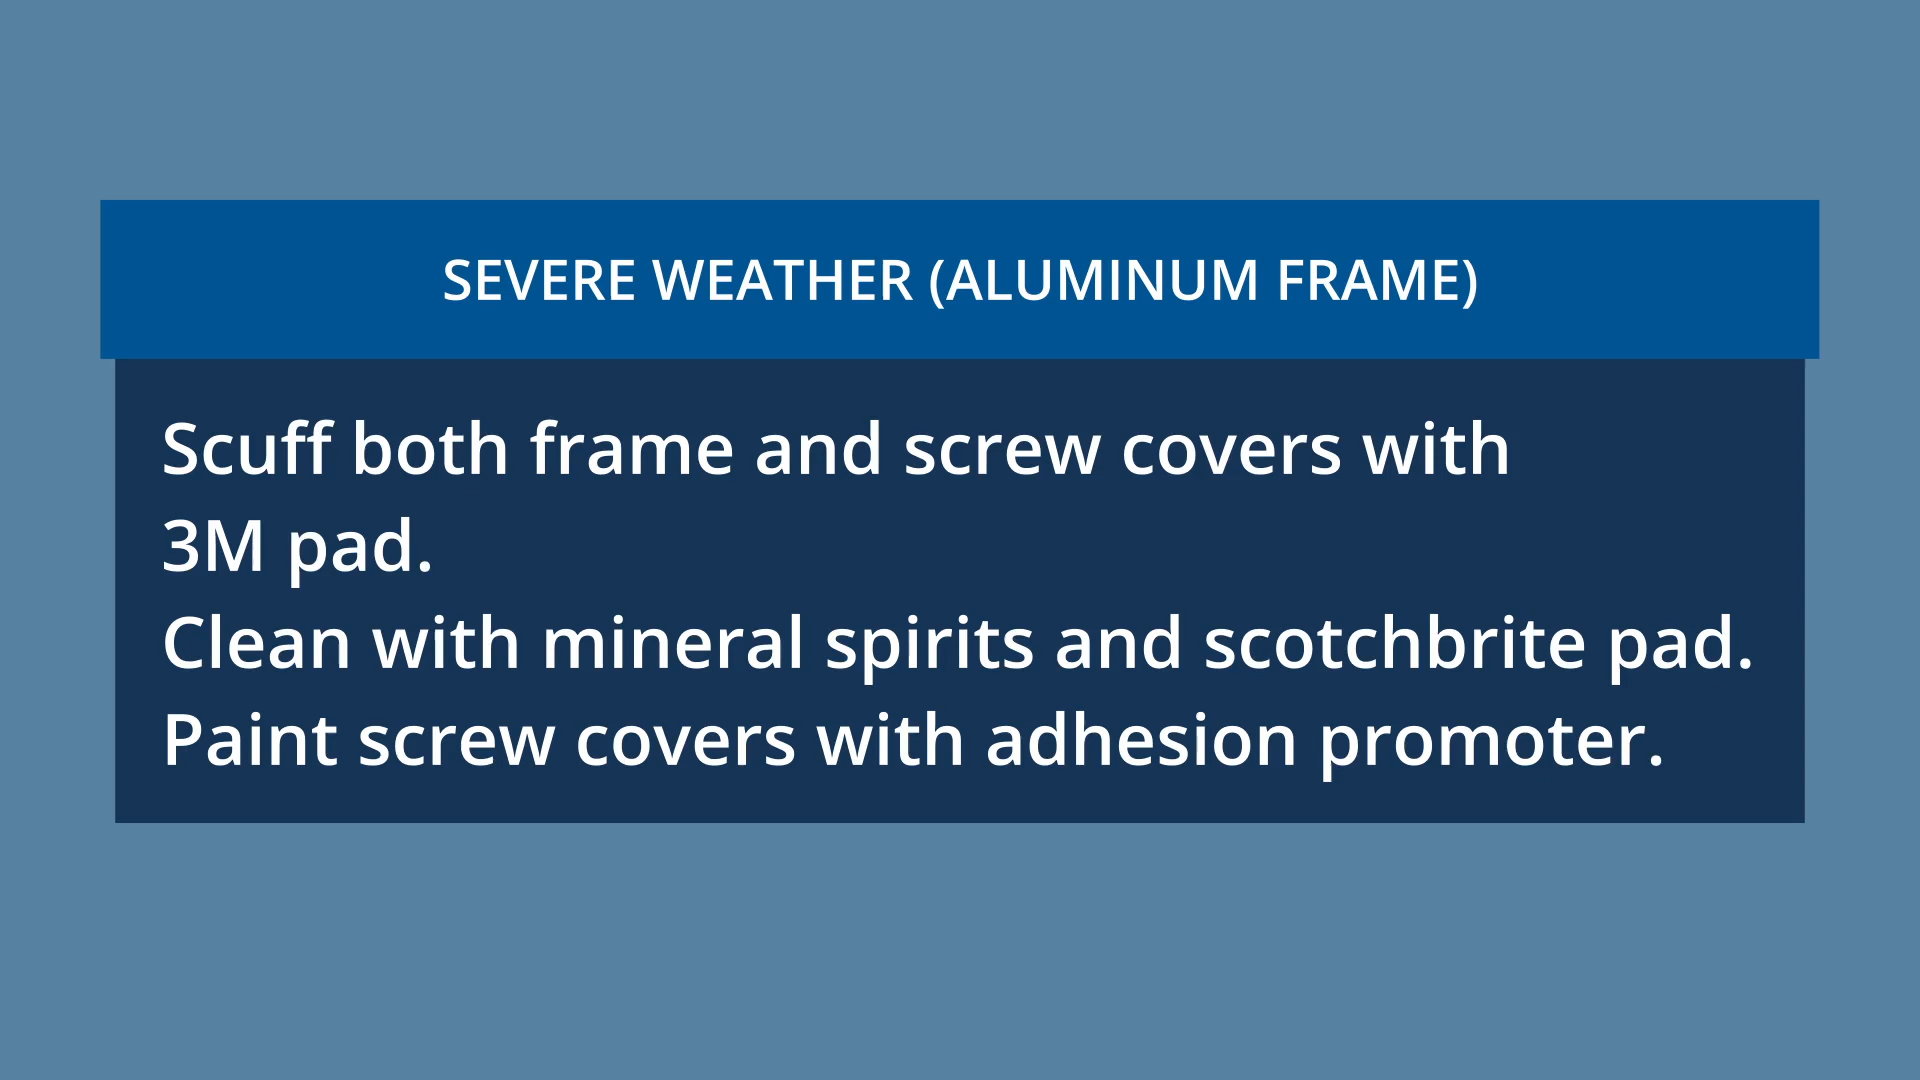 SEVERE WEATHER (ALUMINUM FRAME)
Scuff both frame and screw covers with
3M pad.
Clean with mineral spirits and scotchbrite pad.
Paint screw covers with adhesion promoter.